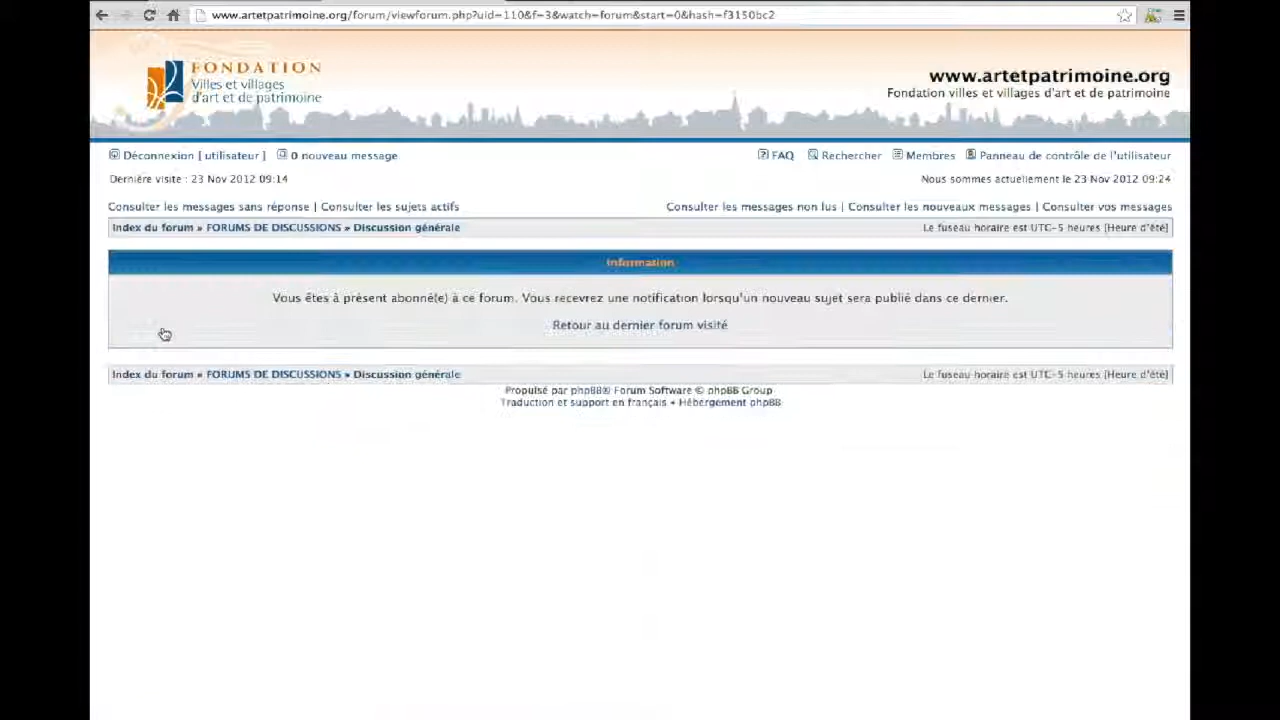 www.artetpatrimoine.org/forum/viewforum.php?uid=110&f=3&watch=forum&start=0&hash=f3150bc2
FONDATION
Villes et villages
d'art et de patrimoine
www.artetpatrimoine.org
Fondation villes et villages d'art et de patrimoine
Déconnexion [ utilisateur ] 0 nouveau message FAQ Rechercher Membres Panneau de contrôle de l'utilisateur
Dernière visite : 23 Nov 2012 09:14 Nous sommes actuellement le 23 Nov 2012 09:24
Consulter les messages sans réponse | Consulter les sujets actifs Consulter les messages non lus | Consulter les nouveaux messages | Consulter vos messages
Index du forum » FORUMS DE DISCUSSIONS » Discussion générale Le fuseau horaire est UTC-5 heures [Heure d'été]
Information
Vous êtes à présent abonné(e) à ce forum. Vous recevrez une notification lorsqu'un nouveau sujet sera publié dans ce dernier.
Retour au dernier forum visité
Index du forum » FORUMS DE DISCUSSIONS » Discussion générale Le fuseau horaire est UTC-5 heures [Heure d'été]
Propulsé par phpBB® Forum Software © phpBB Group
Traduction et support en français • Hébergement phpBB